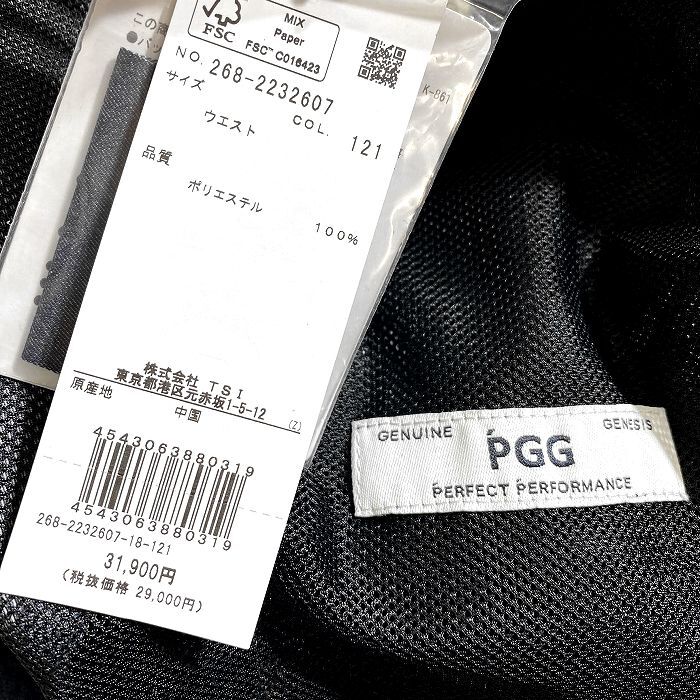 この商
●パッ
FSC
MIX
Paper
FSC™ C016423
NO. 268-2232607
サイズ
COL. 121
ウエスト
品質
ポリエステル
100%
株式会社 TSI
東京都港区元赤坂1-5-12
原産地
中国
(Z)
4543063880319
4543063880319
268-2232607-18-121
31,900円
(税抜価格 29,000円)
K-861
GENUINE
GENESIS
PGG
PERFECT PERFORMANCE